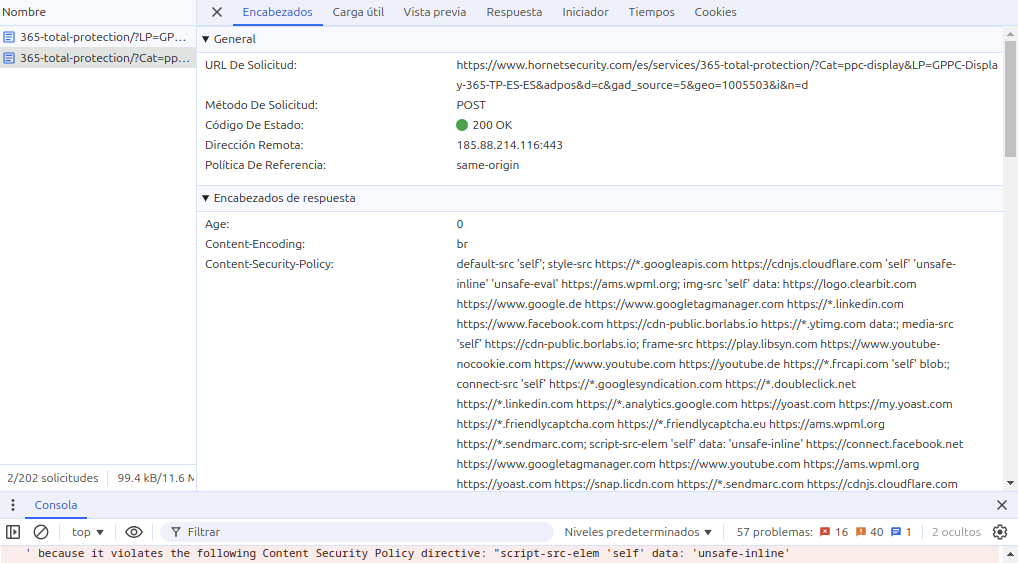 Nombre
Encabezados Carga útil Vista previa Respuesta Iniciador Tiempos Cookies
365-total-protection/?LP=GP…
365-total-protection/?Cat=pp…
General
URL De Solicitud: https://www.hornetsecurity.com/es/services/365-total-protection/?Cat=ppc-display&LP=GPPC-Displa
y-365-TP-ES-ES&adpos&d=c&gad_source=5&geo=1005503&i&n=d
Método De Solicitud: POST
Código De Estado: 200 OK
Dirección Remota: 185.88.214.116:443
Política De Referencia: same-origin
Encabezados de respuesta
Age: 0
Content-Encoding: br
Content-Security-Policy: default-src 'self'; style-src https://*.googleapis.com https://cdnjs.cloudflare.com 'self' 'unsafe-
inline' 'unsafe-eval' https://ams.wpml.org; img-src 'self' data: https://logo.clearbit.com
https://www.google.de https://www.googletagmanager.com https://*.linkedin.com
https://www.facebook.com https://cdn-public.borlabs.io https://*.ytimg.com data:; media-src
'self' https://cdn-public.borlabs.io; frame-src https://play.libsyn.com https://www.youtube-
nocookie.com https://www.youtube.com https://youtube.de https://*.frcapi.com 'self' blob:;
connect-src 'self' https://*.googlesyndication.com https://*.doubleclick.net
https://*.linkedin.com https://*.analytics.google.com https://yoast.com https://my.yoast.com
https://*.friendlycaptcha.com https://*.friendlycaptcha.eu https://ams.wpml.org
https://*.sendmarc.com; script-src-elem 'self' data: 'unsafe-inline' https://connect.facebook.net
https://www.googletagmanager.com https://www.youtube.com https://ams.wpml.org
https://yoast.com https://snap.licdn.com https://*.sendmarc.com https://cdnjs.cloudflare.com
2/202 solicitudes 99.4 kB/11.6 M
Consola
top Filtrar Niveles predeterminados 57 problemas: 16 40 1 2 ocultos
' because it violates the following Content Security Policy directive: "script-src-elem 'self' data: 'unsafe-inline'